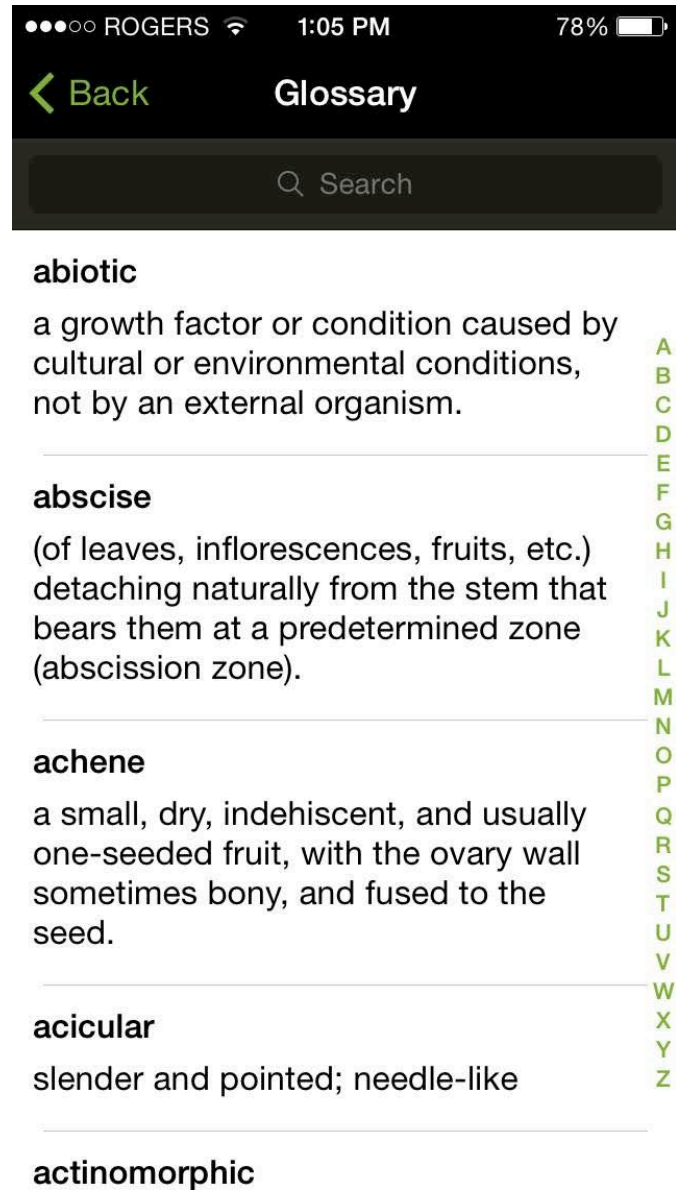 ROGERS 1:05 PM 78%
Back Glossary
Search
abiotic
a growth factor or condition caused by
cultural or environmental conditions,
not by an external organism.
abscise
(of leaves, inflorescences, fruits, etc.)
detaching naturally from the stem that
bears them at a predetermined zone
(abscission zone).
achene
a small, dry, indehiscent, and usually
one-seeded fruit, with the ovary wall
sometimes bony, and fused to the
seed.
acicular
slender and pointed; needle-like
actinomorphic
A
B
C
D
E
F
G
H
I
J
K
L
M
N
O
P
Q
R
S
T
U
V
W
X
Y
Z